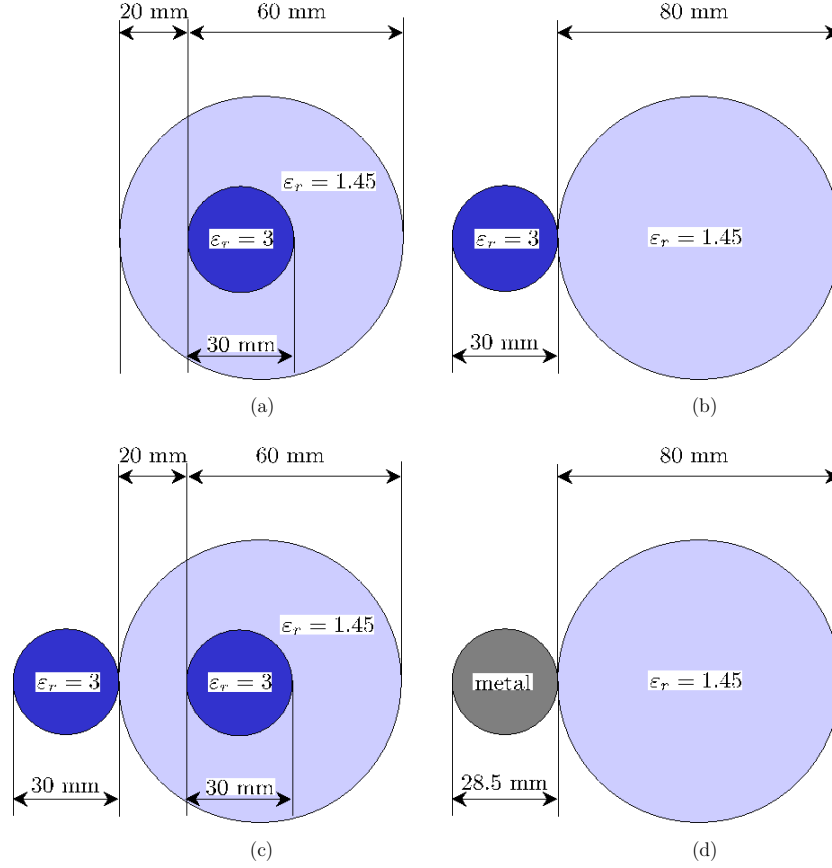 20 mm 60 mm 80 mm
εr = 1.45
εr = 3 εr = 3 εr = 1.45
30 mm 30 mm
(a) (b)
20 mm 60 mm 80 mm
εr = 1.45
εr = 3 εr = 3 metal εr = 1.45
30 mm 30 mm 28.5 mm
(c) (d)